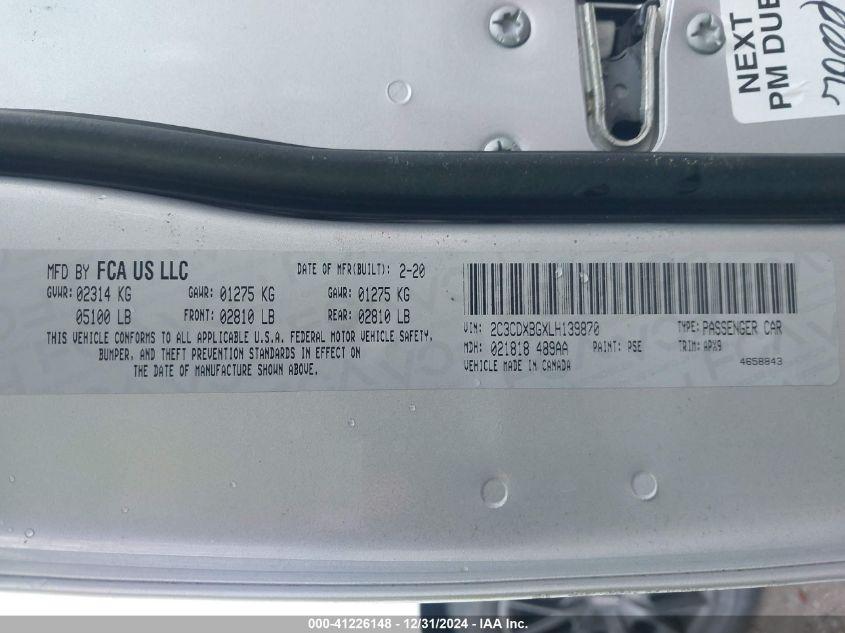 NEXT
PM DUE
MFD BY FCA US LLC
DATE OF MFR(BUILT): 2-20
GVWR: 02314 KG
GAWR: 01275 KG
GAWR: 01275 KG
05100 LB
FRONT: 02810 LB
REAR: 02810 LB
THIS VEHICLE CONFORMS TO ALL APPLICABLE U.S.A. FEDERAL MOTOR VEHICLE SAFETY,
BUMPER, AND THEFT PREVENTION STANDARDS IN EFFECT ON
THE DATE OF MANUFACTURE SHOWN ABOVE.
VIN: 2C3CDXBGXLH139870
TYPE: PASSENGER CAR
MDH: 021818 489AA
PAINT: PSE
TRIM: APX9
VEHICLE MADE IN CANADA
4658843
000-41226148 - 12/31/2024 - IAA Inc.